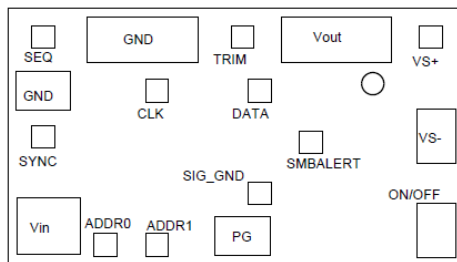 SEQ
GND
TRIM
Vout
VS+
GND
CLK
DATA
SYNC
SMBALERT
VS-
SIG_GND
ON/OFF
Vin
ADDR0
ADDR1
PG